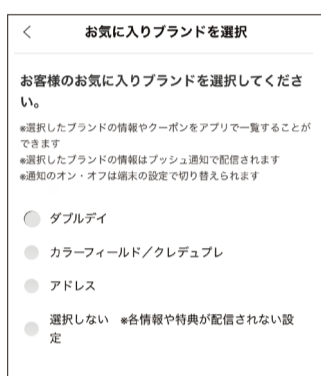 お気に入りブランドを選択
お客様のお気に入りブランドを選択してくださ
い。
※選択したブランドの情報やクーポンをアプリで一覧することが
できます
※選択したブランドの情報はプッシュ通知で配信されます
※通知のオン・オフは端末の設定で切り替えられます
ダブルデイ
カラーフィールド／クレデュプレ
アドレス
選択しない ※各情報や特典が配信されない設
定